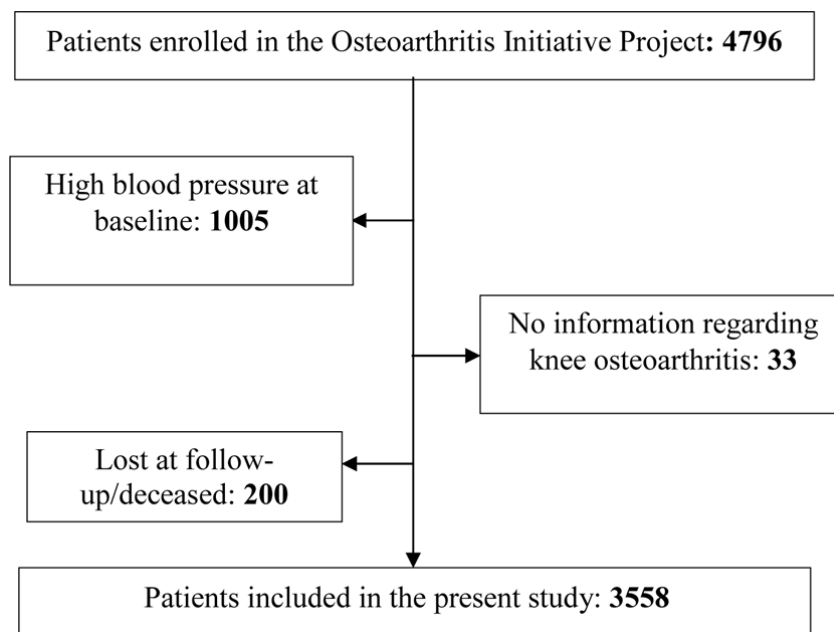 Patients enrolled in the Osteoarthritis Initiative Project: 4796
High blood pressure at
baseline: 1005
No information regarding
knee osteoarthritis: 33
Lost at follow-
up/deceased: 200
Patients included in the present study: 3558